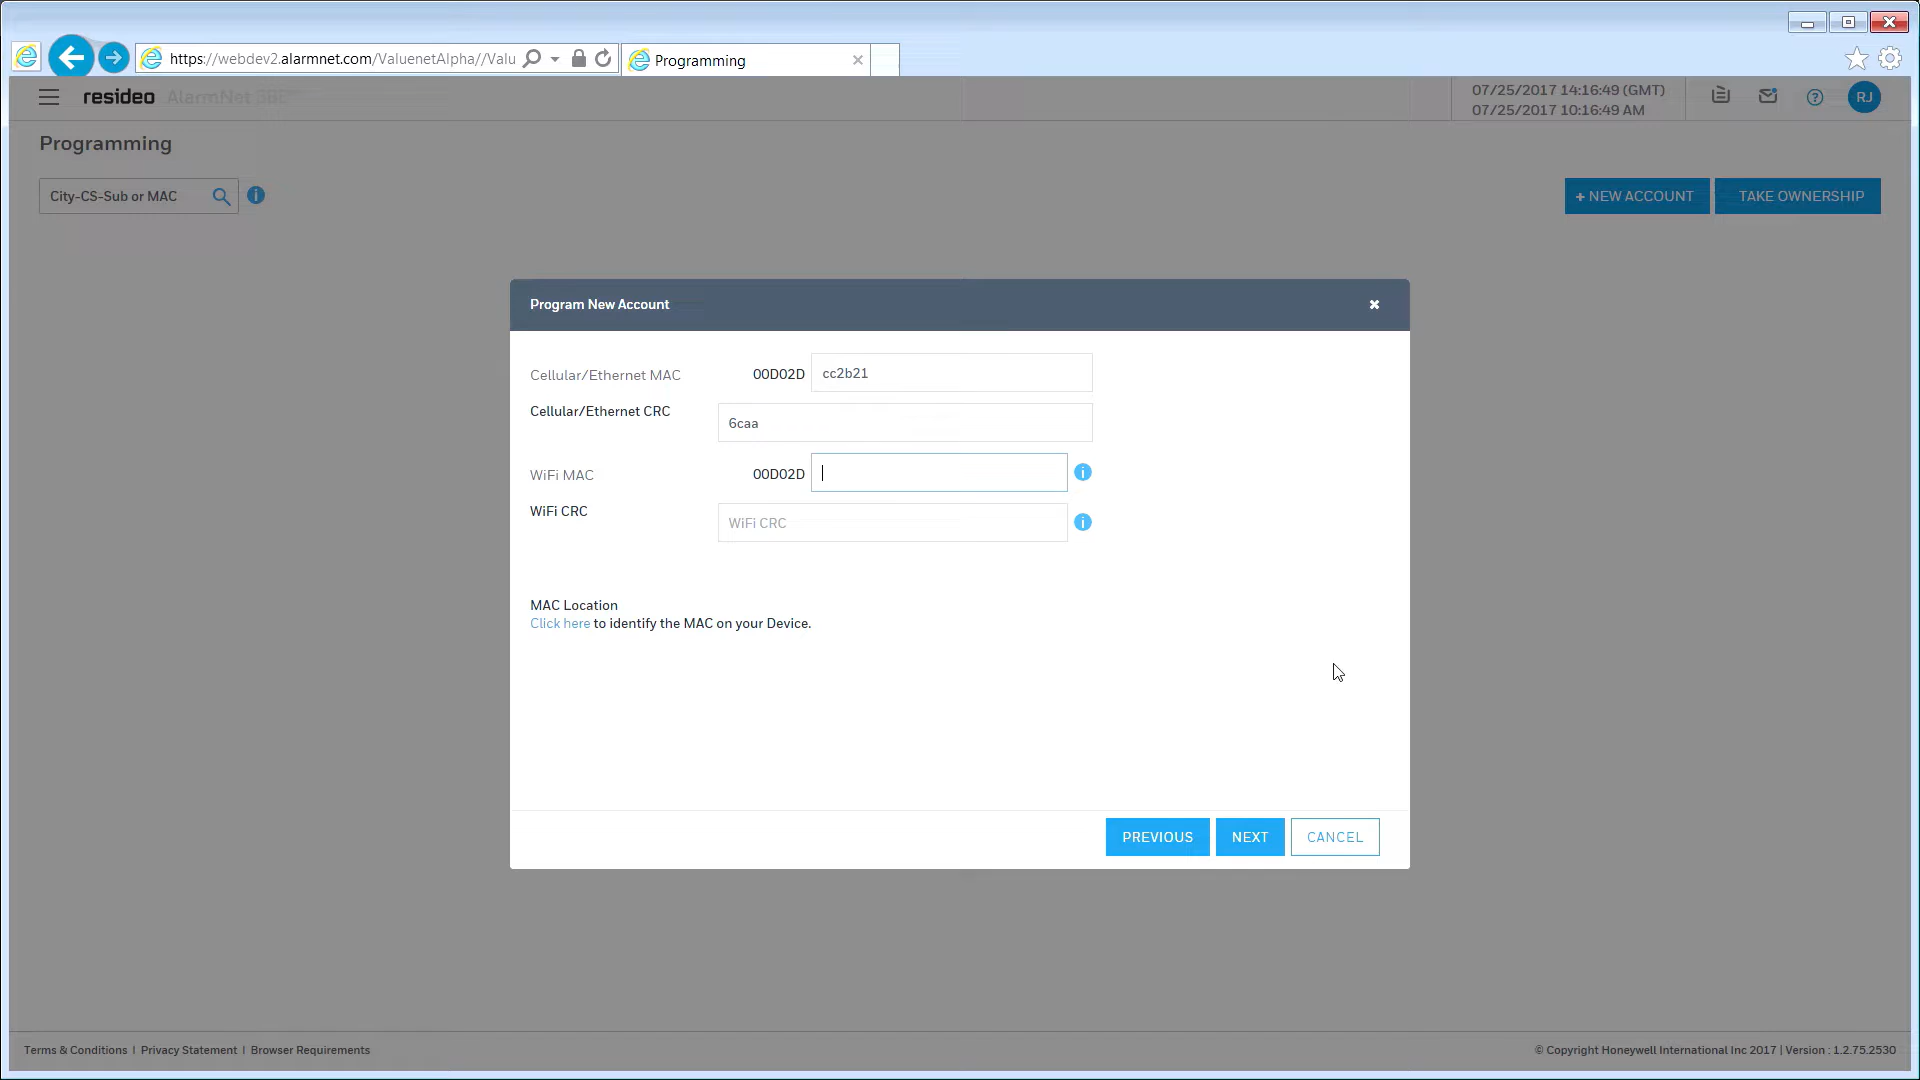 https://webdev2.alarmnet.com/ValuenetAlpha//Valu
Programming
resideo AlarmNet 360
07/25/2017 14:16:49 (GMT)
07/25/2017 10:16:49 AM
RJ
Programming
City-CS-Sub or MAC
+ NEW ACCOUNT
TAKE OWNERSHIP
Program New Account
Cellular/Ethernet MAC 00D02D cc2b21
Cellular/Ethernet CRC
6caa
WiFi MAC 00D02D
WiFi CRC
WiFi CRC
MAC Location
Click here to identify the MAC on your Device.
PREVIOUS
NEXT
CANCEL
Terms & Conditions | Privacy Statement | Browser Requirements
© Copyright Honeywell International Inc 2017 | Version : 1.2.75.2530